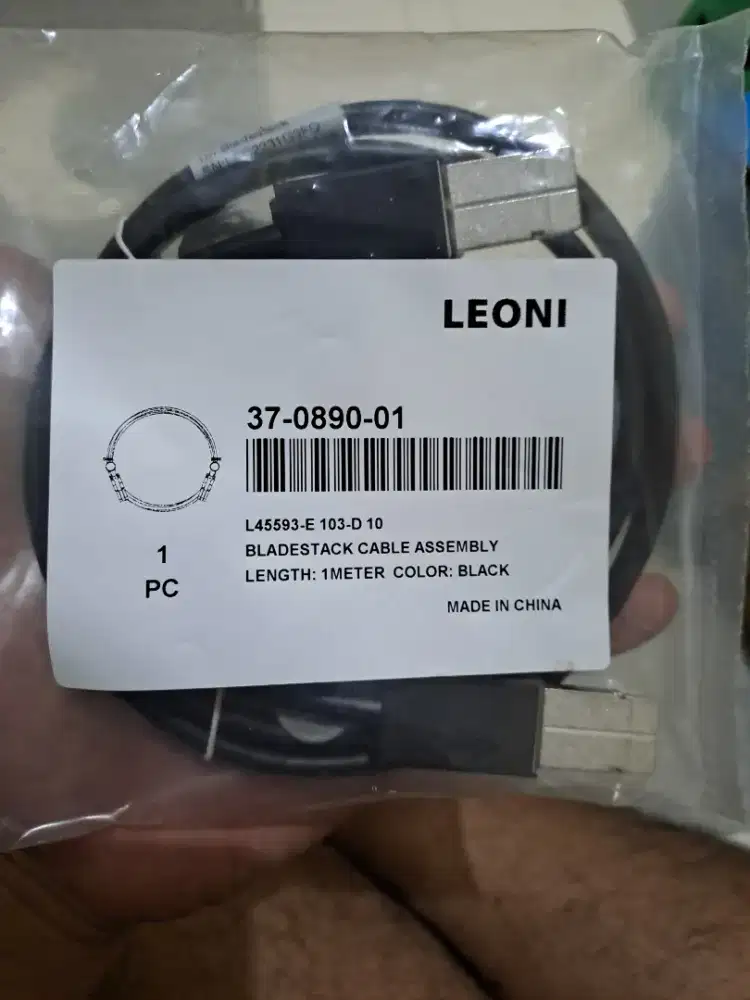 LEONI
37-0890-01
L45593-E 103-D 10
BLADESTACK CABLE ASSEMBLY
LENGTH: 1METER COLOR: BLACK
1
PC
MADE IN CHINA